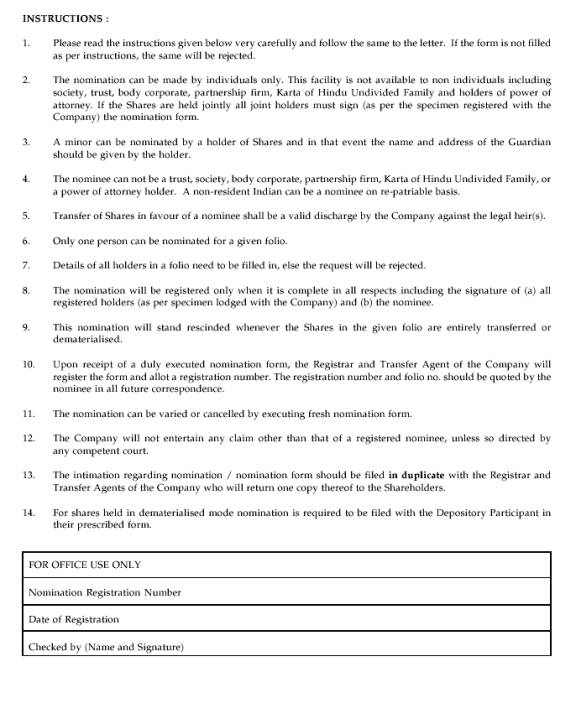 INSTRUCTIONS :
1. Please read the instructions given below very carefully and follow the same to the letter. If the form is not filled
as per instructions, the same will be rejected.
2. The nomination can be made by individuals only. This facility is not available to non individuals including
society, trust, body corporate, partnership firm, Karta of Hindu Undivided Family and holders of power of
attorney. If the Shares are held jointly all joint holders must sign (as per the specimen registered with the
Company) the nomination form.
3. A minor can be nominated by a holder of Shares and in that event the name and address of the Guardian
should be given by the holder.
4. The nominee can not be a trust, society, body corporate, partnership firm, Karta of Hindu Undivided Family, or
a power of attorney holder. A non-resident Indian can be a nominee on re-patriable basis.
5. Transfer of Shares in favour of a nominee shall be a valid discharge by the Company against the legal heir(s).
6. Only one person can be nominated for a given folio.
7. Details of all holders in a folio need to be filled in, else the request will be rejected.
8. The nomination will be registered only when it is complete in all respects including the signature of (a) all
registered holders (as per specimen lodged with the Company) and (b) the nominee.
9. This nomination will stand rescinded whenever the Shares in the given folio are entirely transferred or
dematerialised.
10. Upon receipt of a duly executed nomination form, the Registrar and Transfer Agent of the Company will
register the form and allot a registration number. The registration number and folio no. should be quoted by the
nominee in all future correspondence.
11. The nomination can be varied or cancelled by executing fresh nomination form.
12. The Company will not entertain any claim other than that of a registered nominee, unless so directed by
any competent court.
13. The intimation regarding nomination / nomination form should be filed in duplicate with the Registrar and
Transfer Agents of the Company who will return one copy thereof to the Shareholders.
14. For shares held in dematerialised mode nomination is required to be filed with the Depository Participant in
their prescribed form.
FOR OFFICE USE ONLY
Nomination Registration Number
Date of Registration
Checked by (Name and Signature)